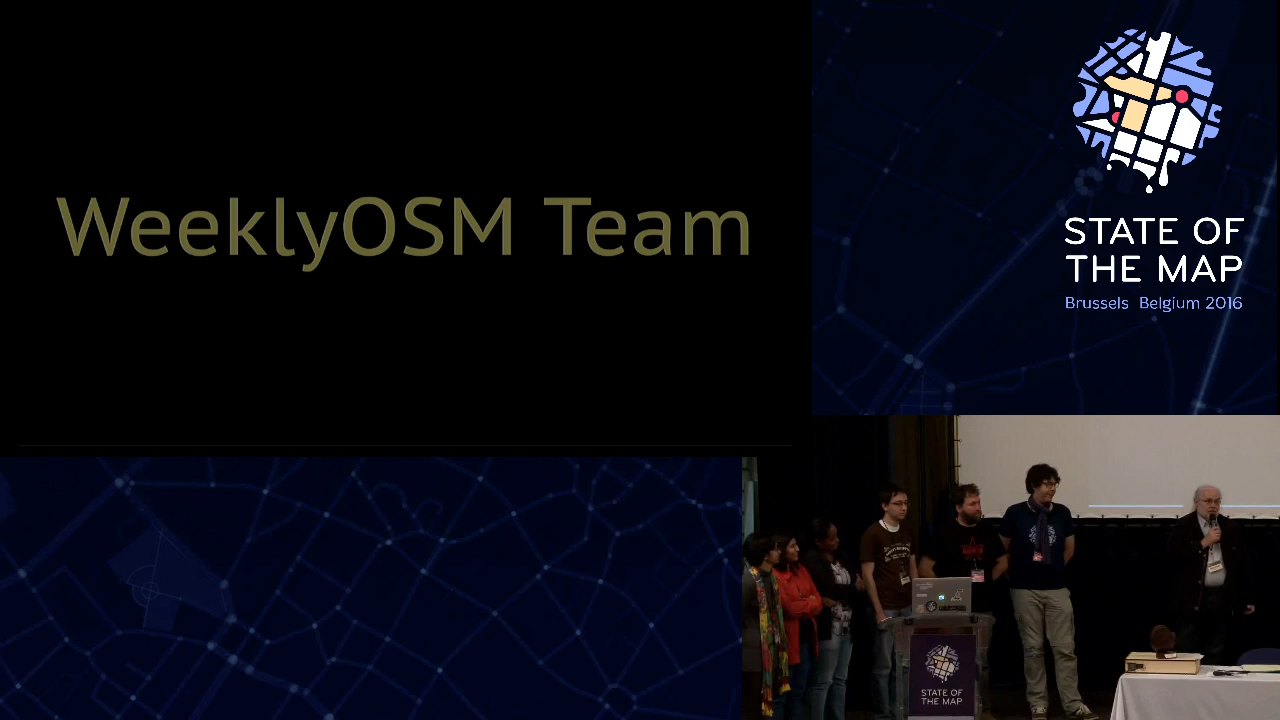 WeeklyOSM Team
STATE OF
THE MAP
Brussels Belgium 2016
STATE OF
THE MAP